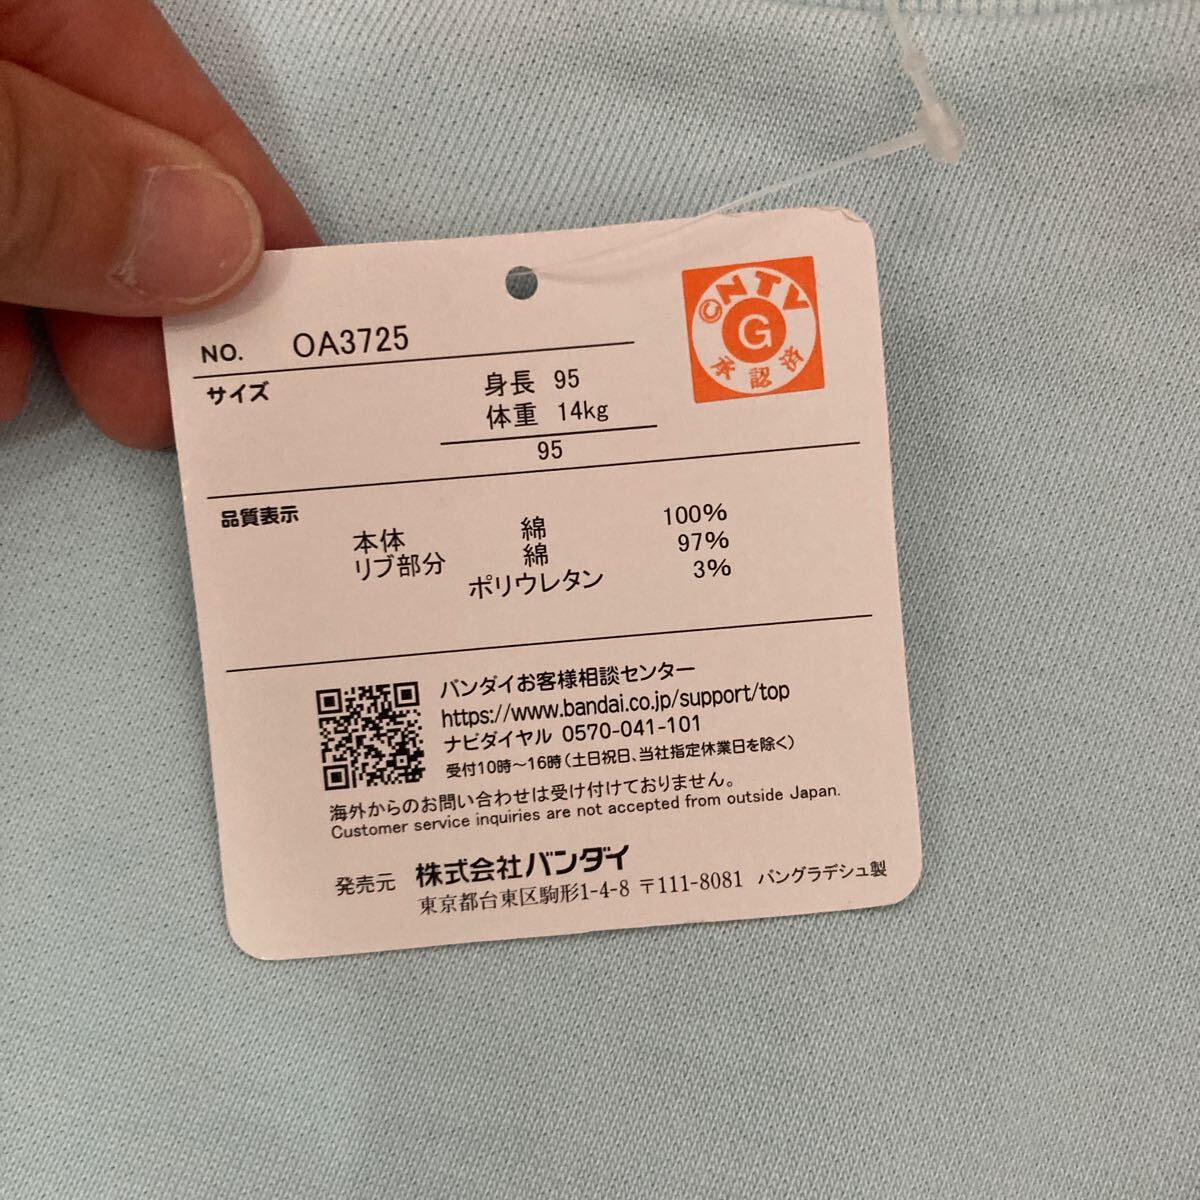 ©NTV
G
承認済
NO. OA3725
サイズ
身長 95
体重 14kg
95
品質表示
本体 綿 100%
リブ部分 綿 97%
ポリウレタン 3%
バンダイお客様相談センター
https://www.bandai.co.jp/support/top
ナビダイヤル 0570-041-101
受付10時～16時(土日祝日、当社指定休業日を除く)
海外からのお問い合わせは受け付けておりません。
Customer service inquiries are not accepted from outside Japan.
発売元 株式会社バンダイ
東京都台東区駒形1-4-8 〒111-8081 バングラデシュ製